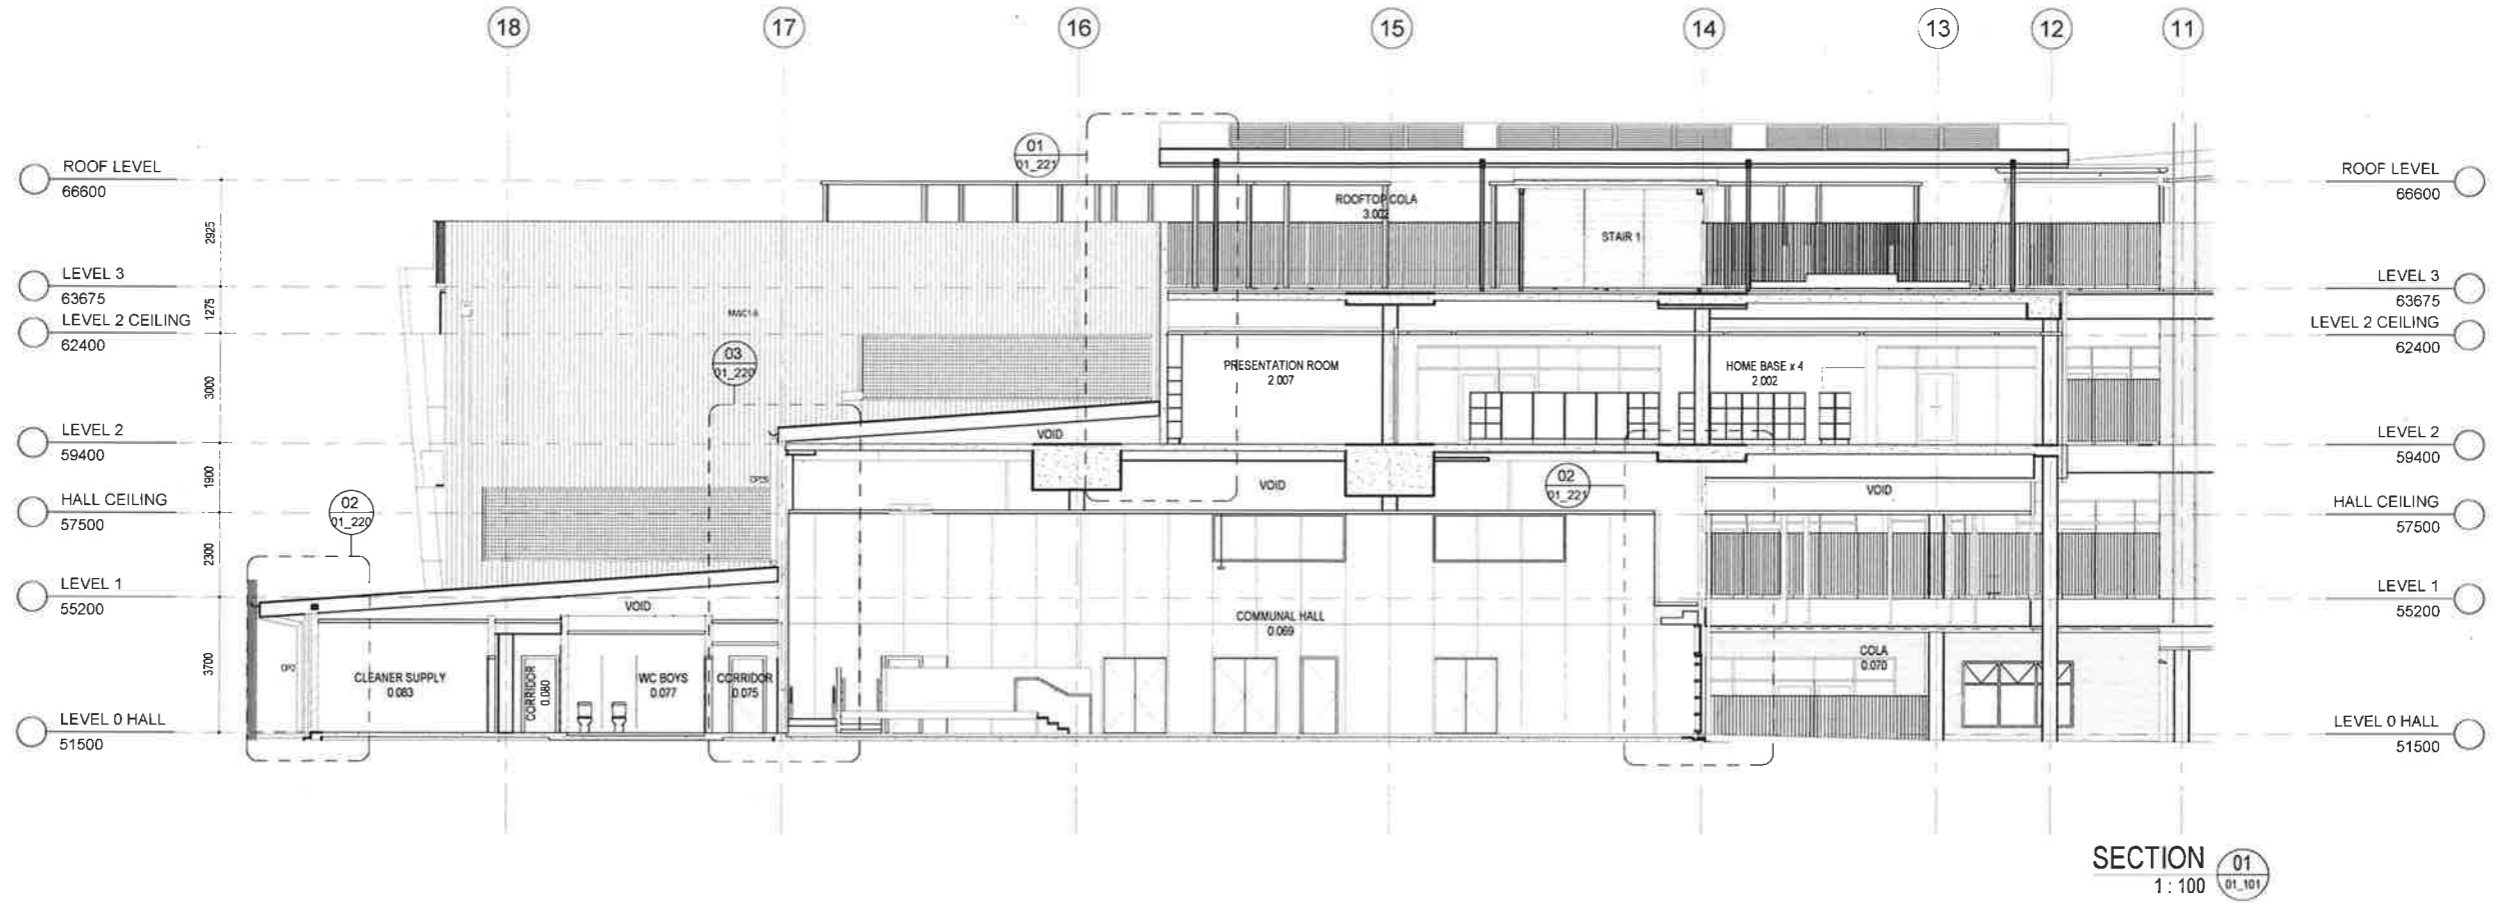 18
17
16
15
14
13
12
11
01
01_221
ROOF LEVEL
66600
ROOF LEVEL
66600
ROOFTOP COLA
3.002
2925
STAIR 1
LEVEL 3
63675
LEVEL 3
63675
1275
MWC1-6
LEVEL 2 CEILING
62400
LEVEL 2 CEILING
62400
03
01_220
PRESENTATION ROOM
2.007
HOME BASE x 4
2.002
3000
LEVEL 2
59400
LEVEL 2
59400
VOID
1900
VOID
02
01_221
VOID
HALL CEILING
57500
02
01_220
HALL CEILING
57500
2300
LEVEL 1
55200
LEVEL 1
55200
VOID
COMMUNAL HALL
0.069
3700
CLEANER SUPPLY
0.083
CORRIDOR
0.080
WC BOYS
0.077
CORRIDOR
0.075
COLA
0.070
LEVEL 0 HALL
51500
LEVEL 0 HALL
51500
SECTION
1 : 100
01
01_101